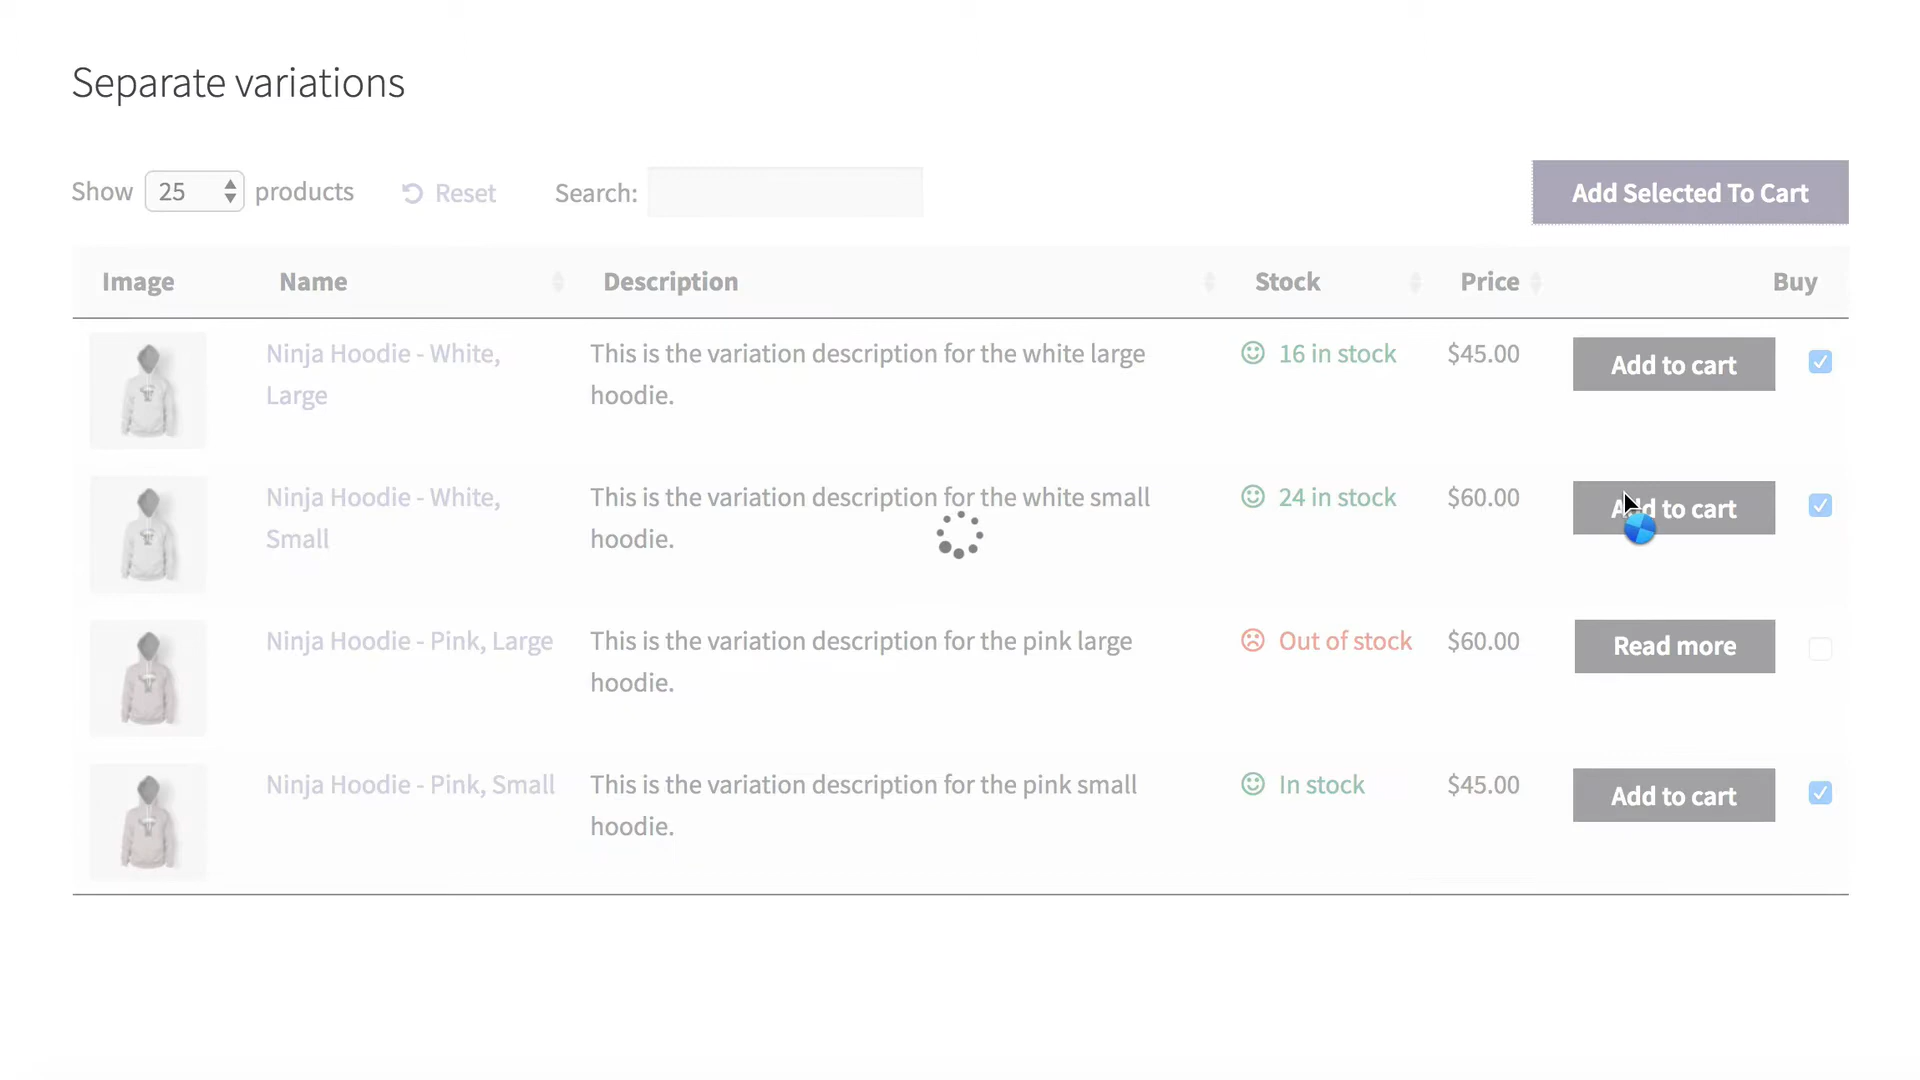 Separate variations
Show 25 products Reset Search: Add Selected To Cart
Image Name Description Stock Price Buy
Ninja Hoodie - White, This is the variation description for the white large 16 in stock $45.00 Add to cart
Large hoodie.
Ninja Hoodie - White, This is the variation description for the white small 24 in stock $60.00 Add to cart
Small hoodie.
Ninja Hoodie - Pink, Large This is the variation description for the pink large Out of stock $60.00 Read more
hoodie.
Ninja Hoodie - Pink, Small This is the variation description for the pink small In stock $45.00 Add to cart
hoodie.